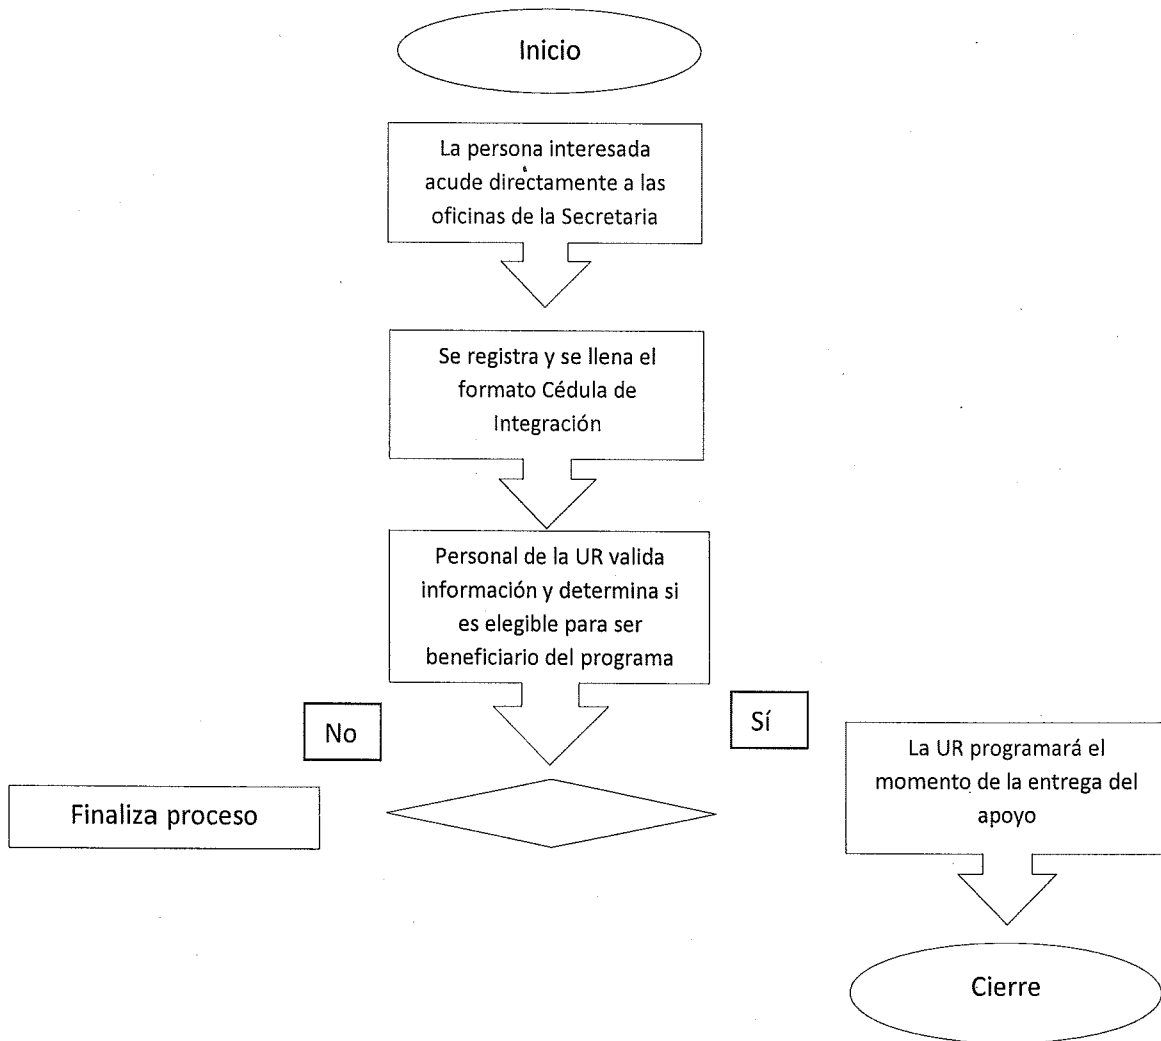 Inicio
La persona interesada
acude directamente a las
oficinas de la Secretaria
Se registra y se llena el
formato Cédula de
Integración
Personal de la UR valida
información y determina si
es elegible para ser
beneficiario del programa
No
Sí
Finaliza proceso
La UR programará el
momento de la entrega del
apoyo
Cierre